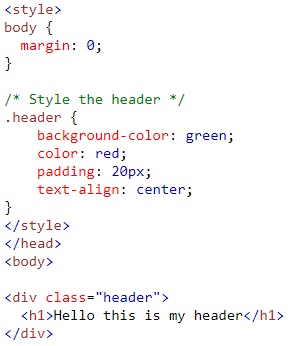 <style>
body {
  margin: 0;
}

/* Style the header */
.header {
    background-color: green;
    color: red;
    padding: 20px;
    text-align: center;
}
</style>
</head>
<body>

<div class="header">
  <h1>Hello this is my header</h1>
</div>